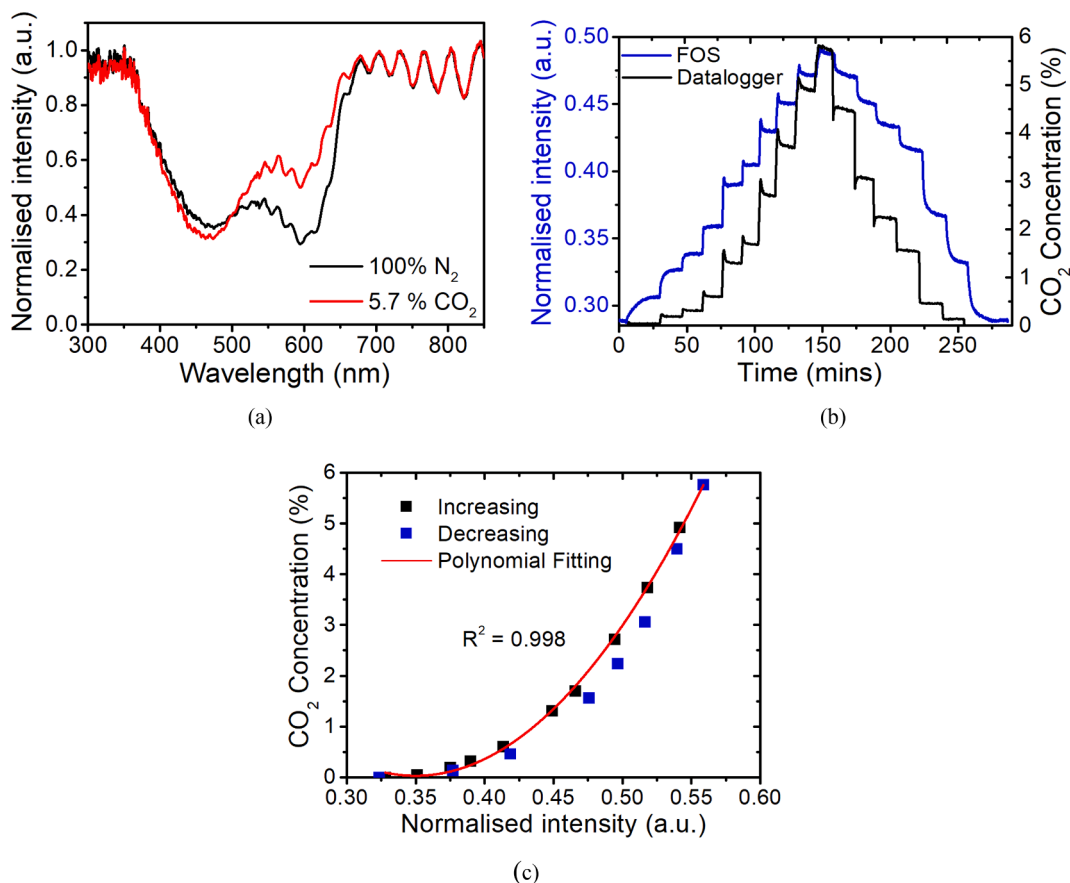 Normalised intensity (a.u.)
1.0
0.8
0.6
0.4
0.2
0.0
100% N₂
5.7 % CO₂
300 400 500 600 700 800
Wavelength (nm)
(a)
Normalised intensity (a.u.)
0.50
0.45
0.40
0.35
0.30
FOS
Datalogger
6
5
4
3
2
1
0
CO₂ Concentration (%)
0 50 100 150 200 250
Time (mins)
(b)
CO₂ Concentration (%)
6
5
4
3
2
1
0
Increasing
Decreasing
Polynomial Fitting
R² = 0.998
0.30 0.35 0.40 0.45 0.50 0.55 0.60
Normalised intensity (a.u.)
(c)